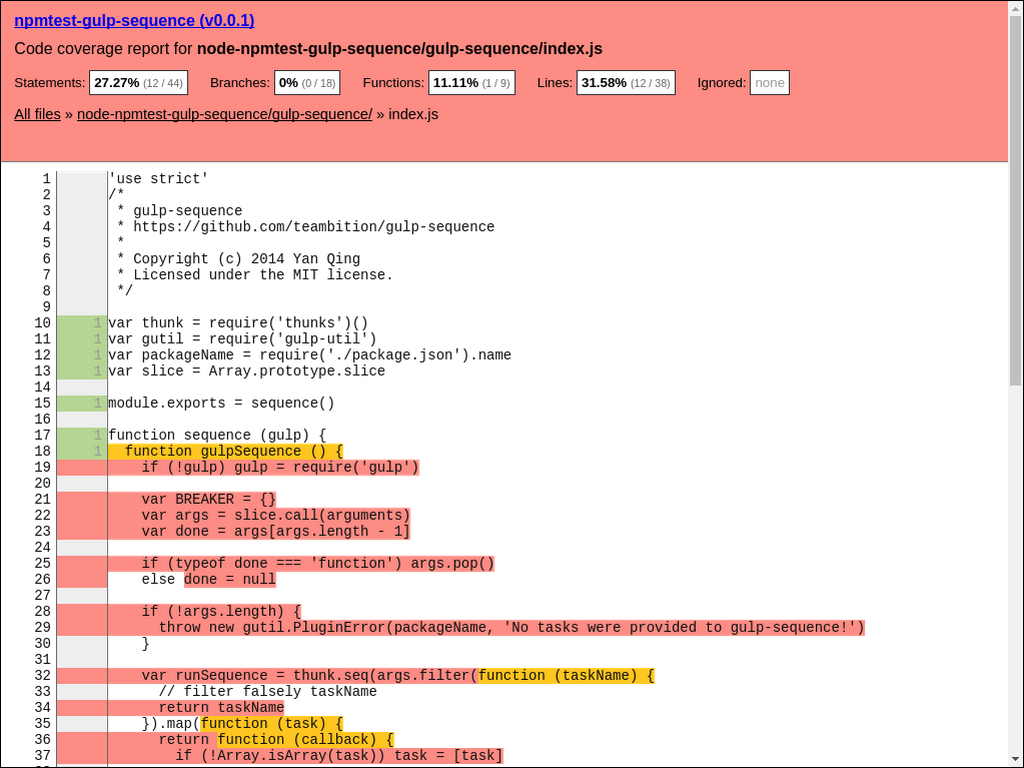 npmtest-gulp-sequence (v0.0.1)
Code coverage report for node-npmtest-gulp-sequence/gulp-sequence/index.js
Statements: 27.27% (12 / 44) Branches: 0% (0 / 18) Functions: 11.11% (1 / 9) Lines: 31.58% (12 / 38) Ignored: none
All files » node-npmtest-gulp-sequence/gulp-sequence/ » index.js
1 'use strict'
2 /*
3  * gulp-sequence
4  * https://github.com/teambition/gulp-sequence
5  *
6  * Copyright (c) 2014 Yan Qing
7  * Licensed under the MIT license.
8  */
9
10 1 var thunk = require('thunks')()
11 1 var gutil = require('gulp-util')
12 1 var packageName = require('./package.json').name
13 1 var slice = Array.prototype.slice
14
15 1 module.exports = sequence()
16
17 1 function sequence (gulp) {
18 1   function gulpSequence () {
19     if (!gulp) gulp = require('gulp')
20
21     var BREAKER = {}
22     var args = slice.call(arguments)
23     var done = args[args.length - 1]
24
25     if (typeof done === 'function') args.pop()
26     else done = null
27
28     if (!args.length) {
29       throw new gutil.PluginError(packageName, 'No tasks were provided to gulp-sequence!')
30     }
31
32     var runSequence = thunk.seq(args.filter(function (taskName) {
33       // filter falsely taskName
34       return taskName
35     }).map(function (task) {
36       return function (callback) {
37         if (!Array.isArray(task)) task = [task]